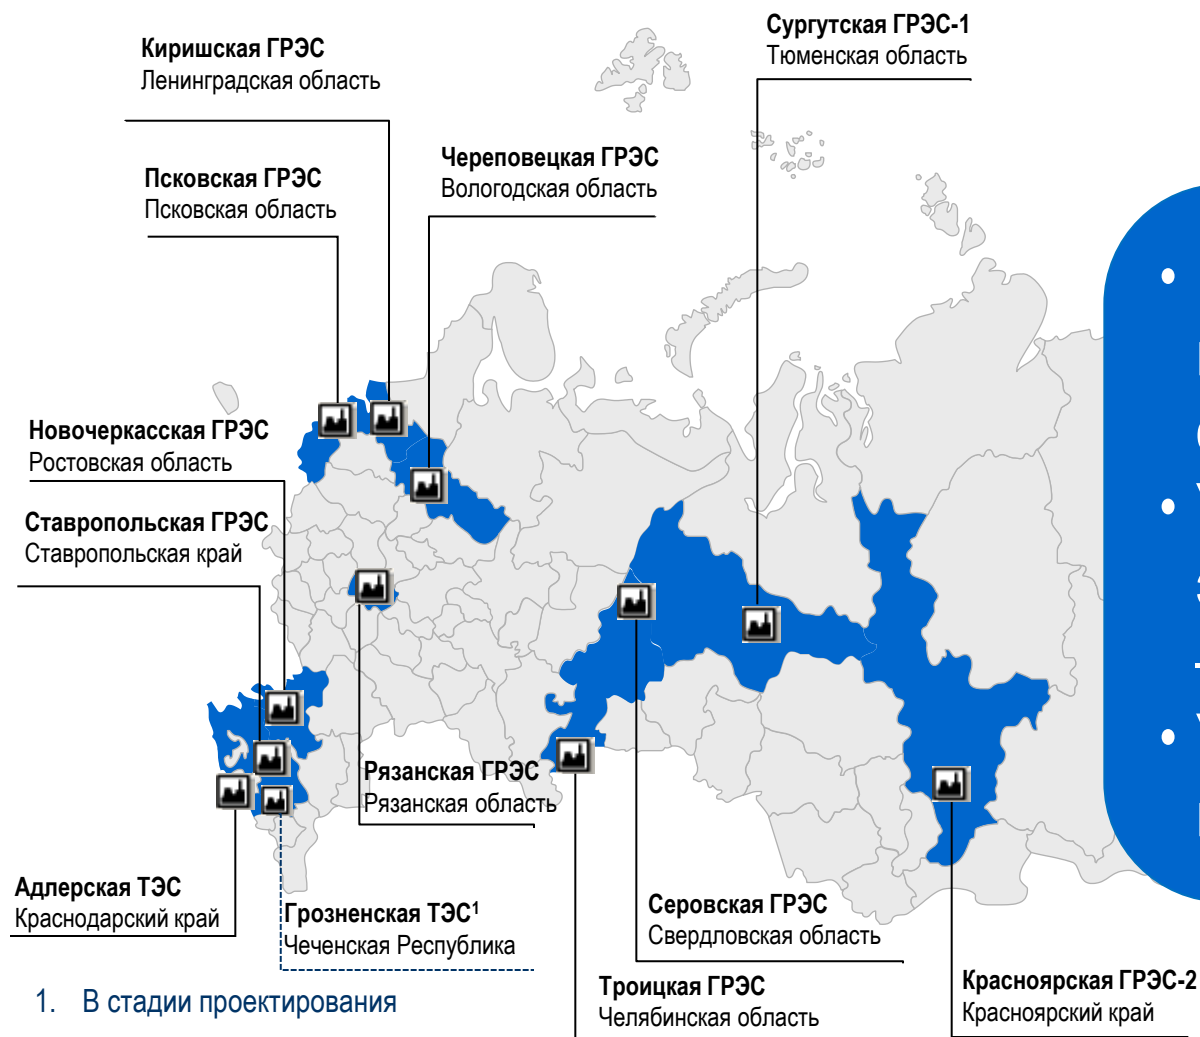 Сургутская ГРЭС-1
Тюменская область
Киришская ГРЭС
Ленинградская область
Череповецкая ГРЭС
Вологодская область
Псковская ГРЭС
Псковская область
Новочеркасская ГРЭС
Ростовская область
Ставропольская ГРЭС
Ставропольская край
Рязанская ГРЭС
Рязанская область
Адлерская ТЭС
Краснодарский край
Грозненская ТЭС¹
Чеченская Республика
Серовская ГРЭС
Свердловская область
Троицкая ГРЭС
Челябинская область
Красноярская ГРЭС-2
Красноярский край
1. В стадии проектирования